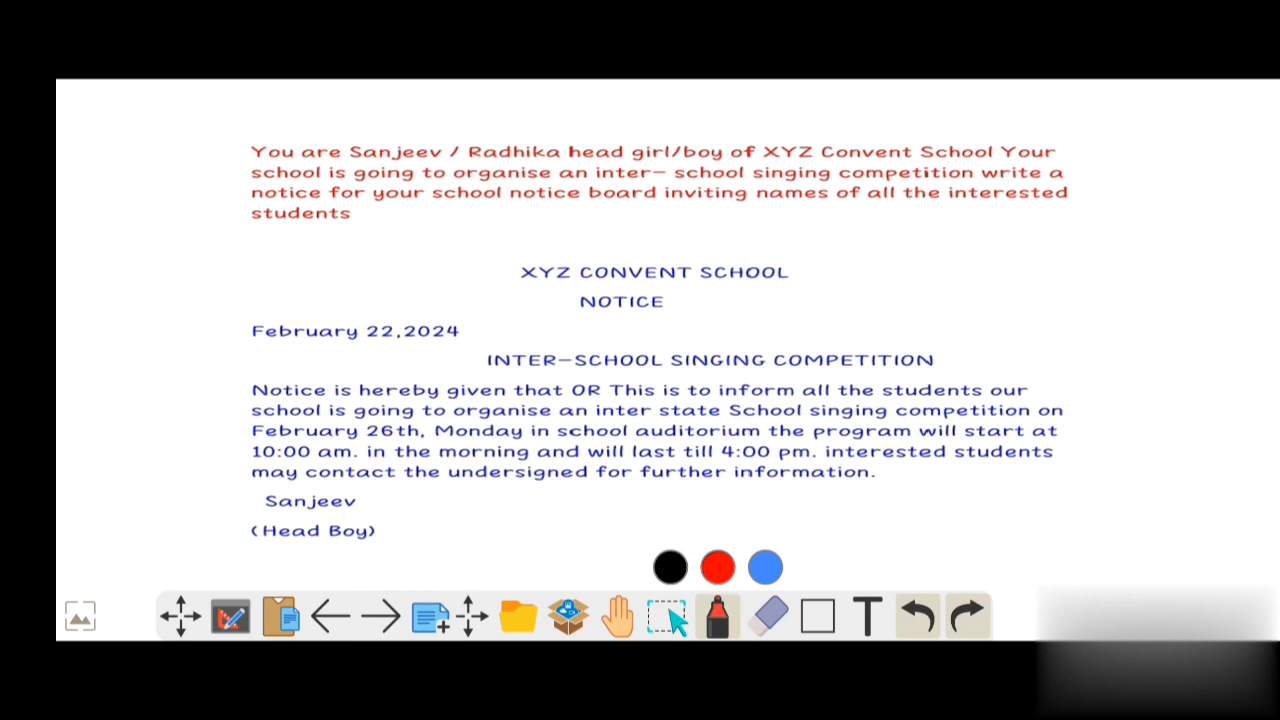 You are Sanjeev / Radhika head girl/boy of XYZ Convent School Your
school is going to organise an inter- school singing competition write a
notice for your school notice board inviting names of all the interested
students
XYZ CONVENT SCHOOL
NOTICE
February 22,2024
INTER-SCHOOL SINGING COMPETITION
Notice is hereby given that OR This is to inform all the students our
school is going to organise an inter state School singing competition on
February 26th, Monday in school auditorium the program will start at
10:00 am. in the morning and will last till 4:00 pm. interested students
may contact the undersigned for further information.
Sanjeev
(Head Boy)
T